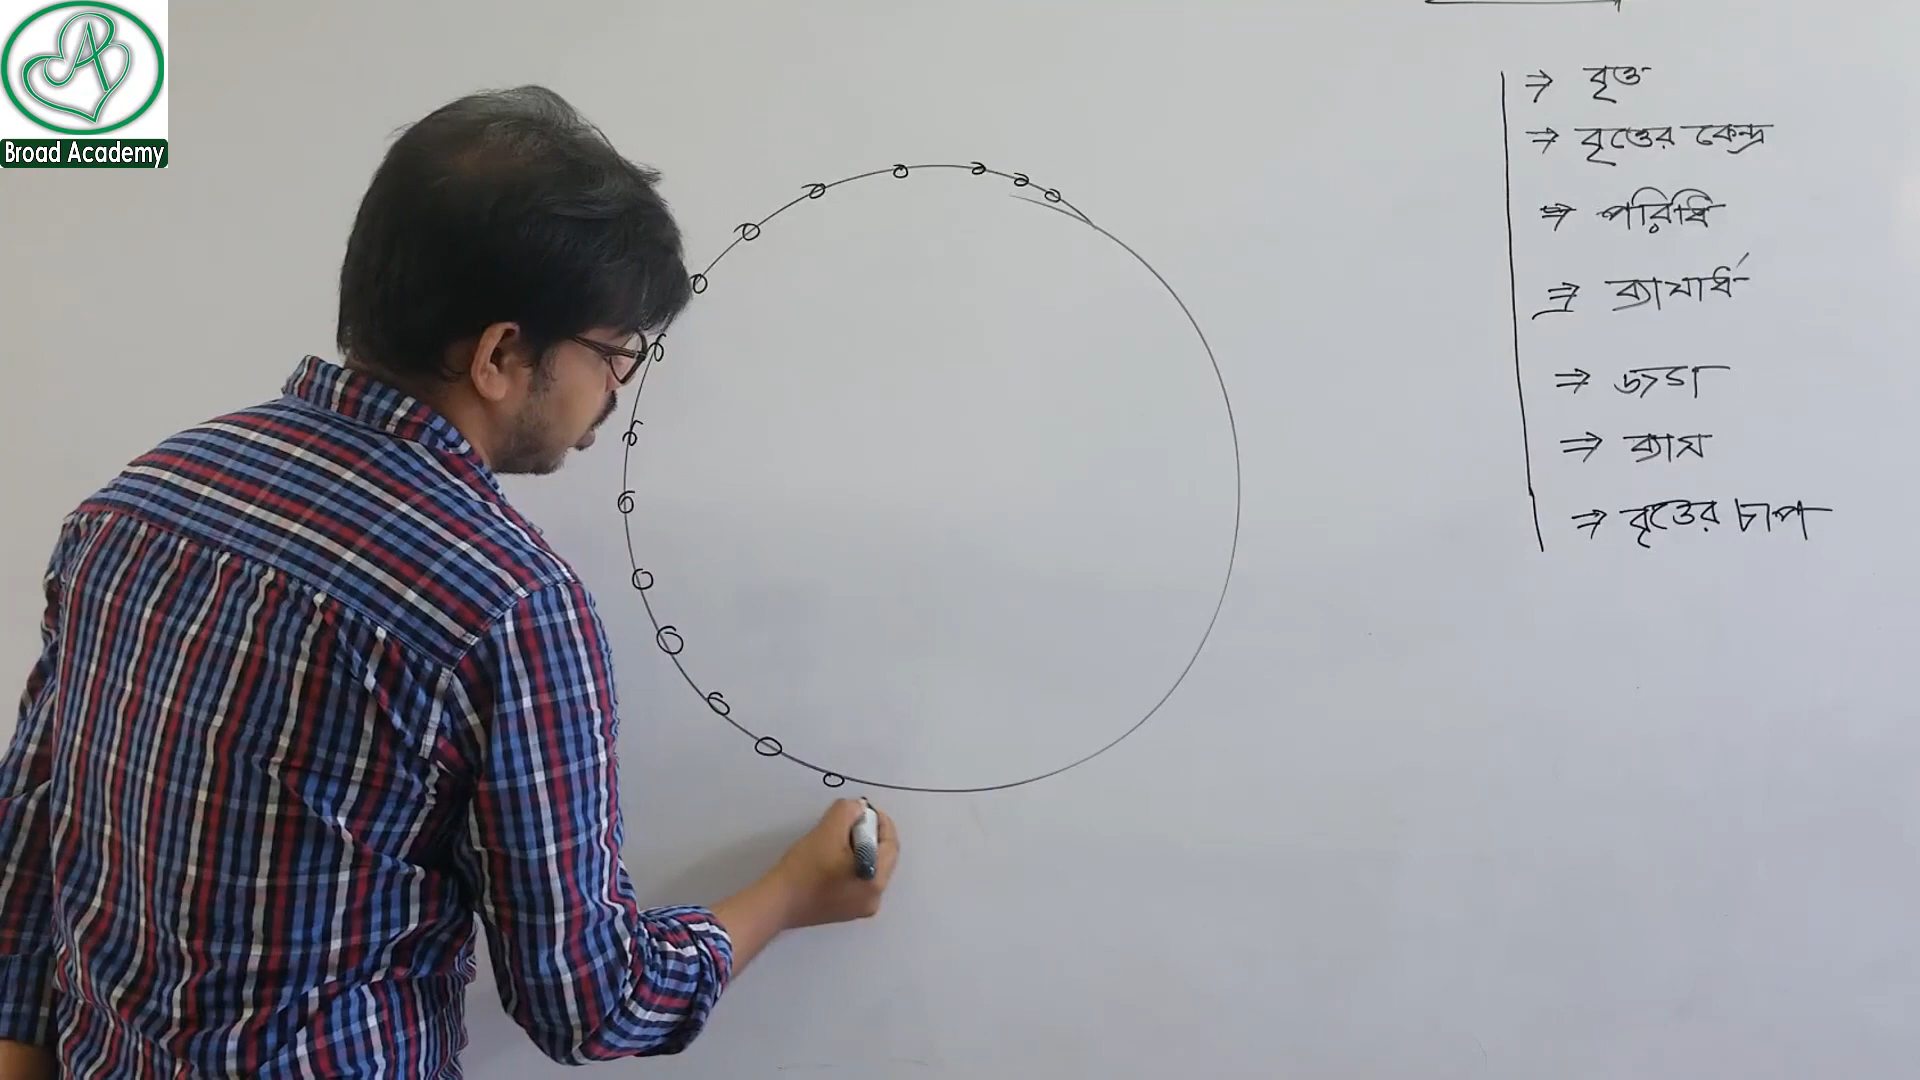 Broad Academy
⇒ বৃত্ত
⇒ বৃত্তের কেন্দ্র
⇒ পরিধি
⇒ ব্যাসার্ধ
⇒ জ্যা
⇒ ব্যাস
⇒ বৃত্তের চাপ